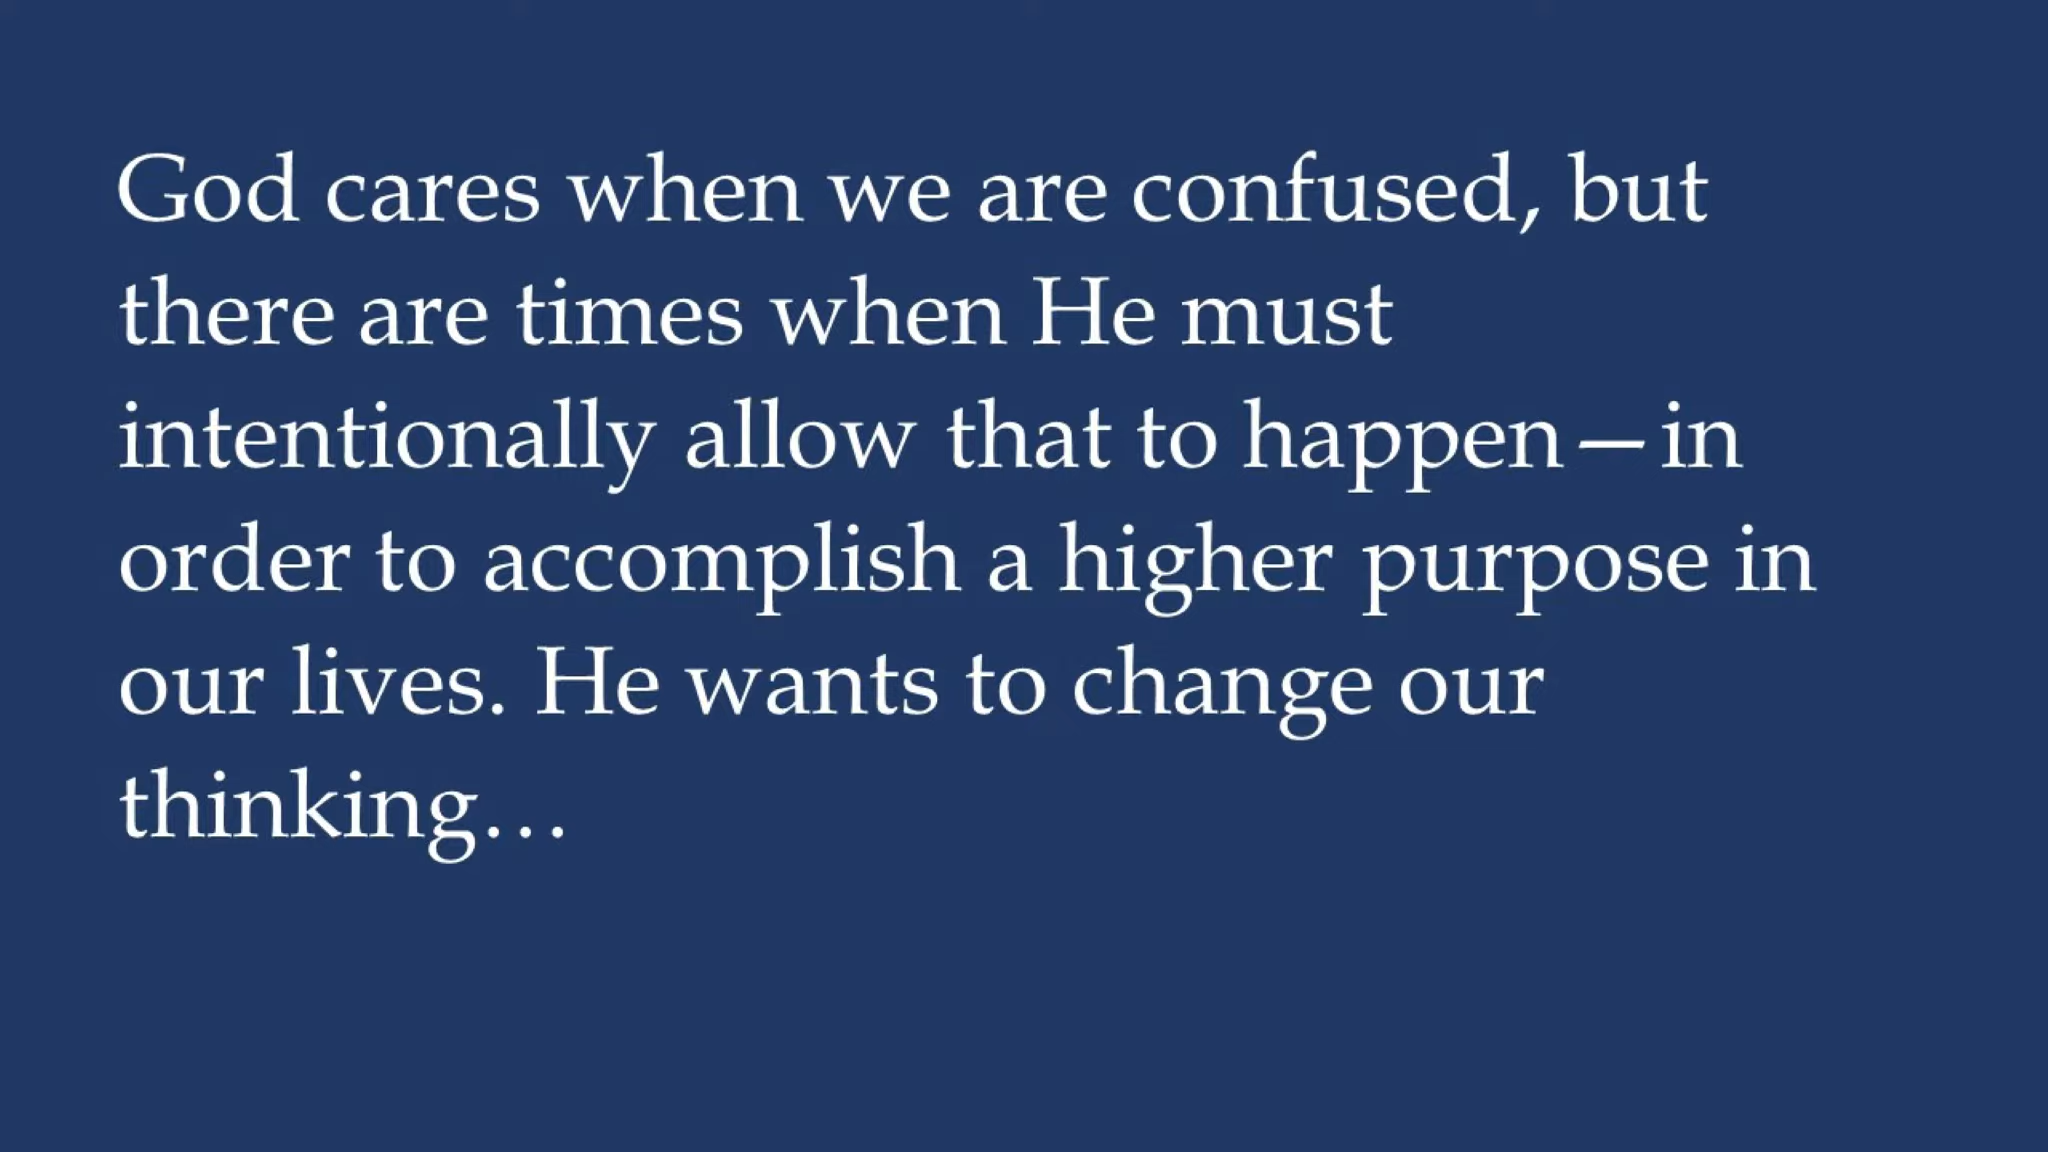 God cares when we are confused, but
there are times when He must
intentionally allow that to happen—in
order to accomplish a higher purpose in
our lives. He wants to change our
thinking…